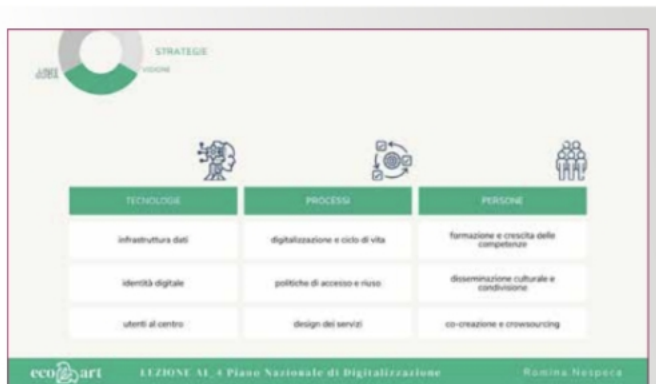 STRATEGIE
VISIONE
TECNOLOGIE
PROCESSI
PERSONE
infrastruttura dati
digitalizzazione e ciclo di vita
formazione e crescita delle
competenze
identità digitale
politiche di accesso e riuso
disseminazione culturale e
condivisione
utenti al centro
design dei servizi
co-creazione e crowdsourcing
eco art
LEZIONE A1_4 Piano Nazionale di Digitalizzazione
Romina Nespeca